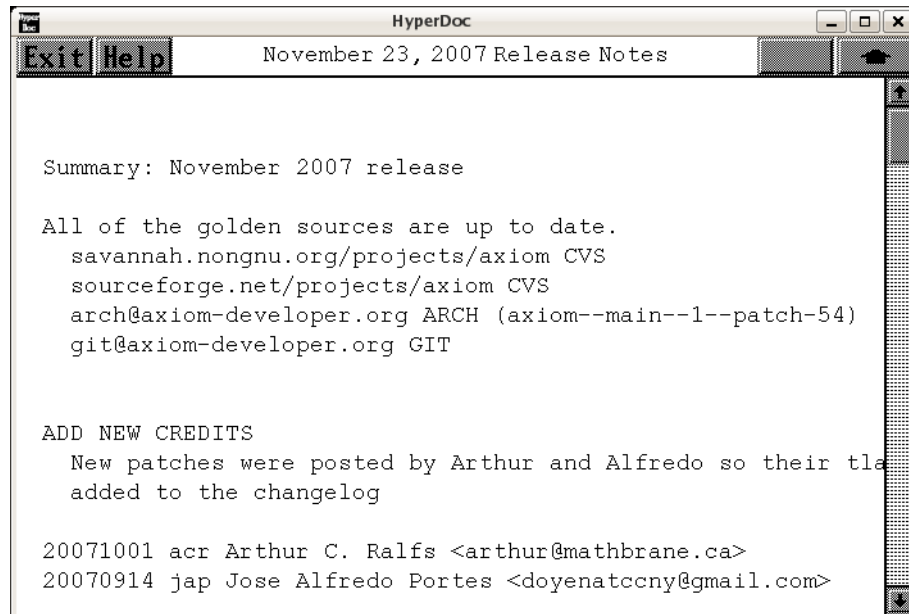 Hyper Doc
HyperDoc
Exit Help November 23, 2007 Release Notes
Summary: November 2007 release
All of the golden sources are up to date.
savannah.nongnu.org/projects/axiom CVS
sourceforge.net/projects/axiom CVS
arch@axiom-developer.org ARCH (axiom--main--1--patch-54)
git@axiom-developer.org GIT
ADD NEW CREDITS
New patches were posted by Arthur and Alfredo so their tla
added to the changelog
20071001 acr Arthur C. Ralfs <arthur@mathbrane.ca>
20070914 jap Jose Alfredo Portes <doyenatccny@gmail.com>